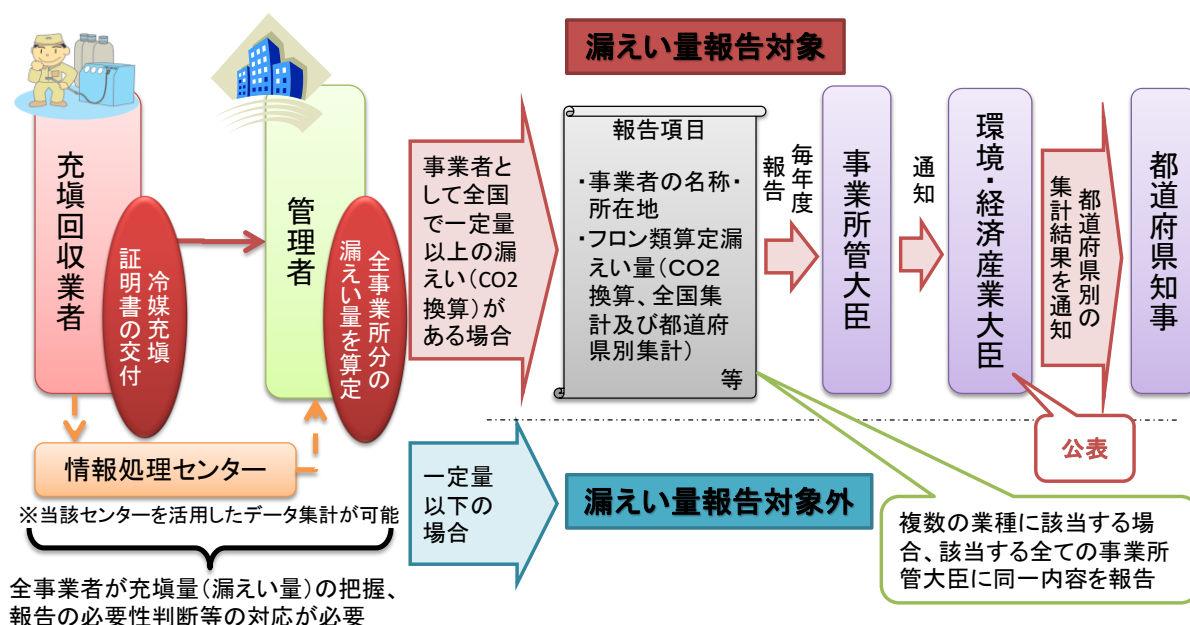 漏えい量報告対象
充塡回収業者
冷媒充塡
証明書の交付
管理者
全事業所分の
漏えい量を算定
事業者と
して全国
で一定量
以上の漏
えい(CO2
換算)が
ある場合
報告項目
・事業者の名称・
所在地
・フロン類算定漏
えい量(CO2
換算、全国集
計及び都道府
県別集計)
等
毎年度
報告
事業所管大臣
通知
環境・経済産業大臣
都道府県別の
集計結果を通知
都道府県知事
公表
情報処理センター
※当該センターを活用したデータ集計が可能
全事業者が充塡量(漏えい量)の把握、
報告の必要性判断等の対応が必要
一定量
以下の
場合
漏えい量報告対象外
複数の業種に該当する場
合、該当する全ての事業所
管大臣に同一内容を報告